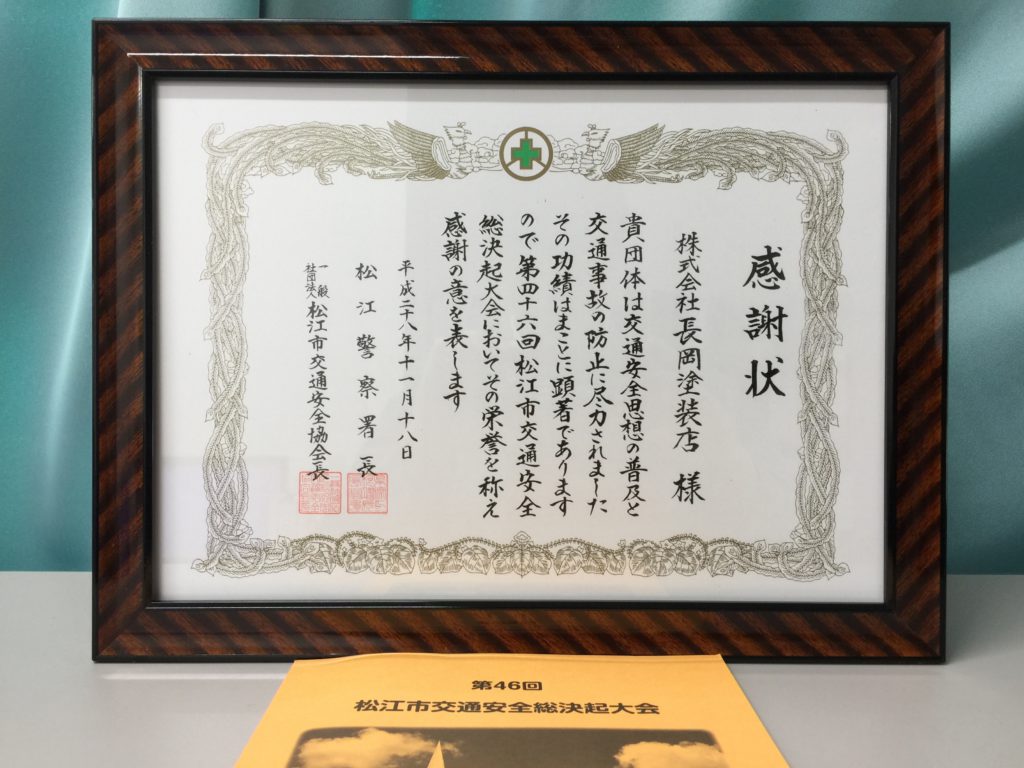 感謝状
株式会社長岡塗装店 様
貴団体は交通安全思想の普及と
交通事故の防止に尽力されました
その功績はまことに顕著であります
ので第四十六回松江市交通安全
総決起大会においてその栄誉を称え
感謝の意を表します
平成二十八年十一月十八日
松江警察署長
一般社団法人松江市交通安全協会長
第46回
松江市交通安全総決起大会